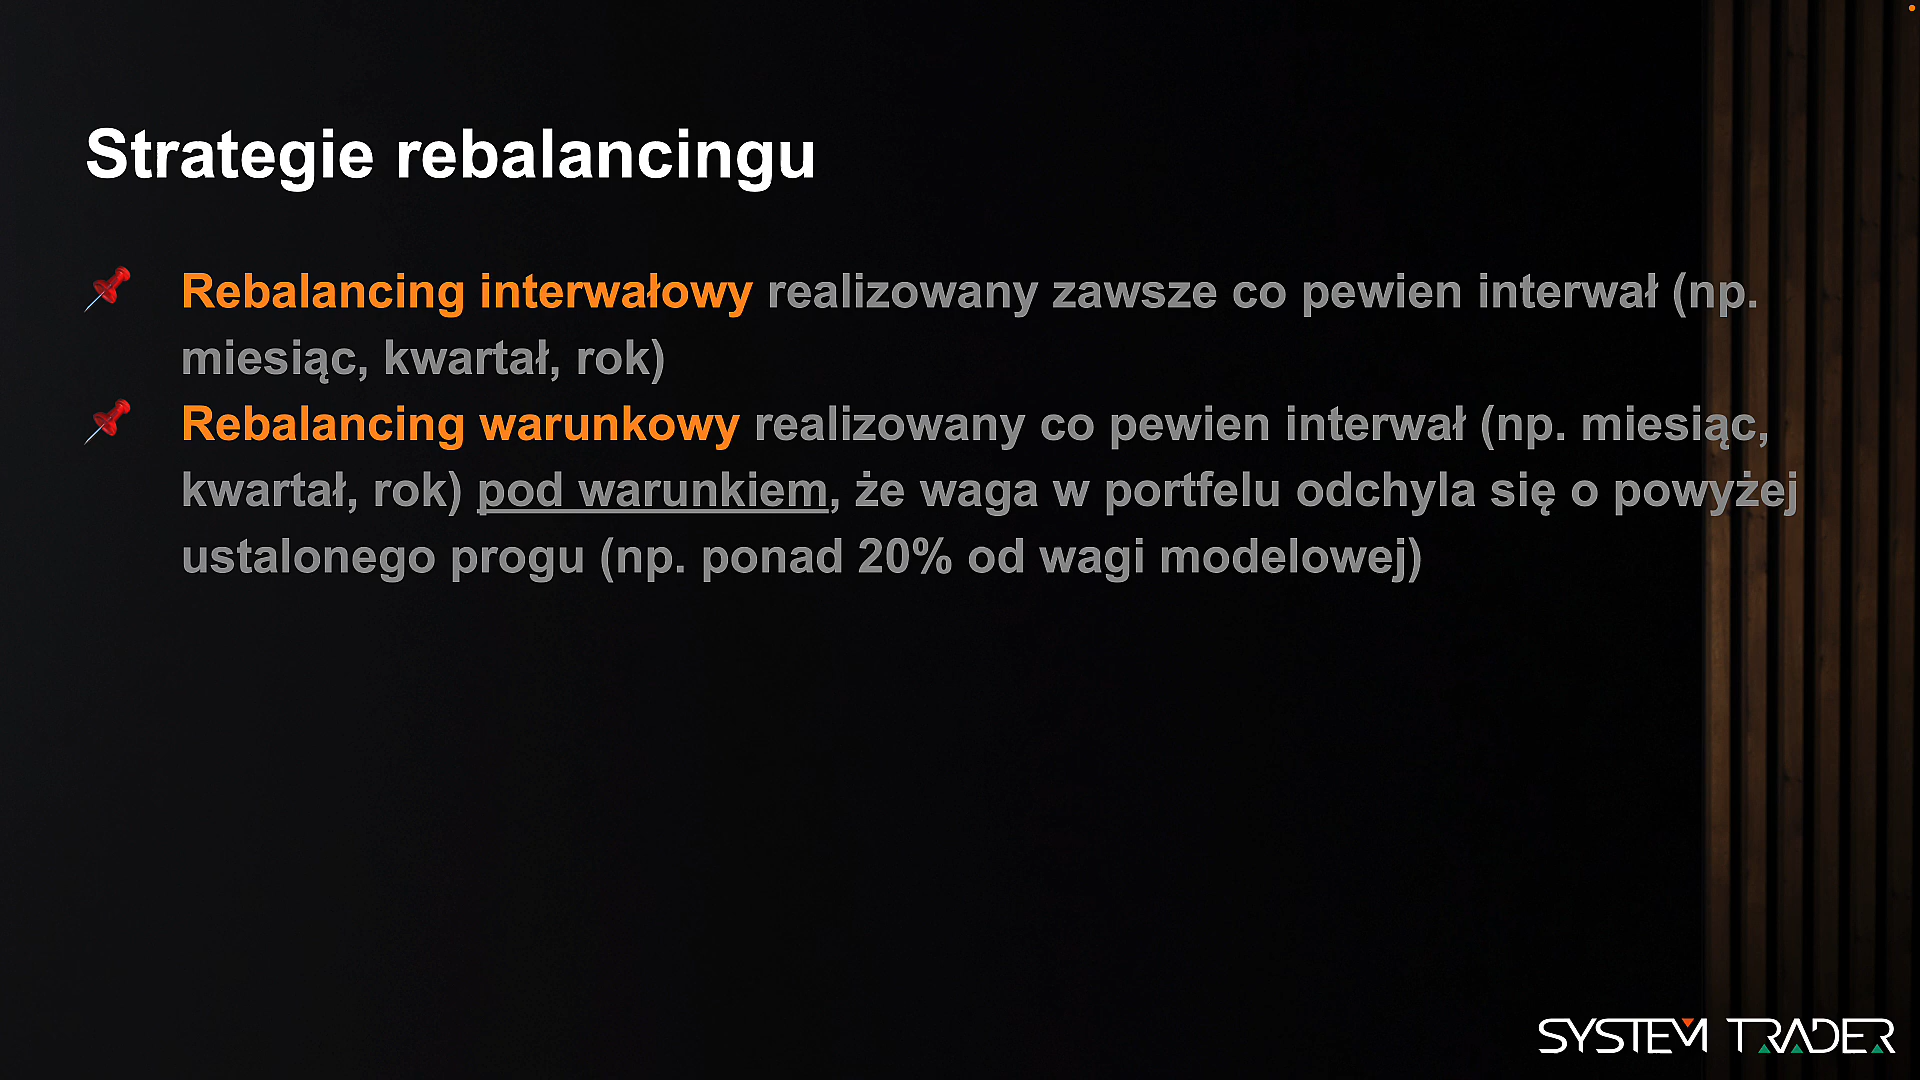 Strategie rebalancingu
Rebalancing interwałowy realizowany zawsze co pewien interwał (np.
miesiąc, kwartał, rok)
Rebalancing warunkowy realizowany co pewien interwał (np. miesiąc,
kwartał, rok) pod warunkiem, że waga w portfelu odchyla się o powyżej
ustalonego progu (np. ponad 20% od wagi modelowej)
SYSTEM TRADER